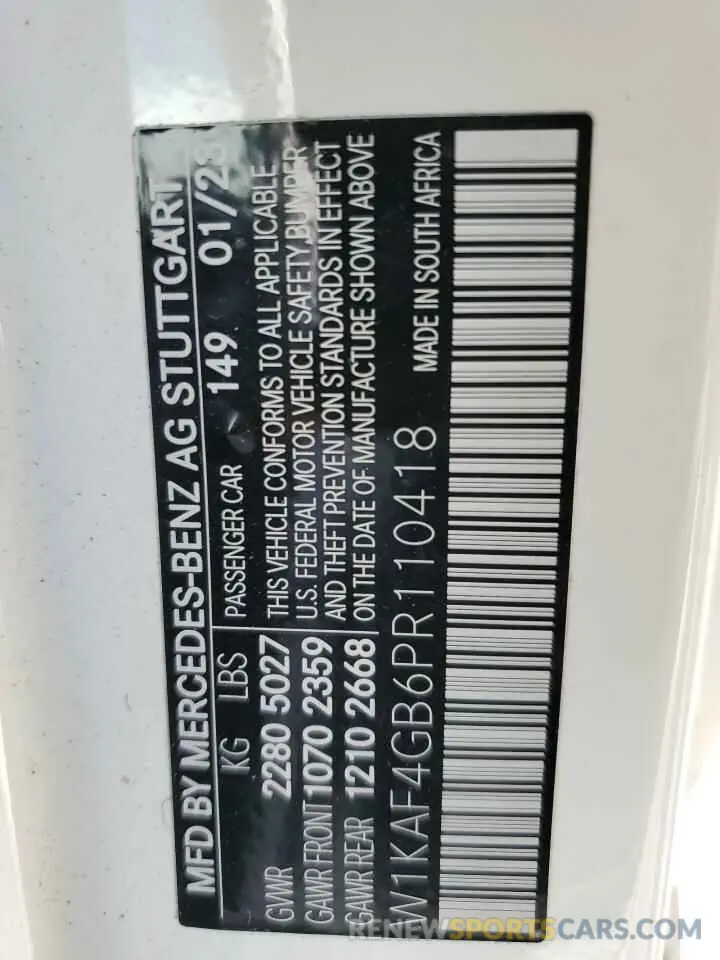 MFD BY MERCEDES-BENZ AG STUTTGART
KG LBS PASSENGER CAR 149 01/23
GVWR 2280 5027 THIS VEHICLE CONFORMS TO ALL APPLICABLE
GAWR FRONT 1070 2359 U.S. FEDERAL MOTOR VEHICLE SAFETY, BUMPER
GAWR REAR 1210 2668 AND THEFT PREVENTION STANDARDS IN EFFECT
ON THE DATE OF MANUFACTURE SHOWN ABOVE
W1KAF4GB6PR110418 MADE IN SOUTH AFRICA
RENEWSPORTSCARS.COM